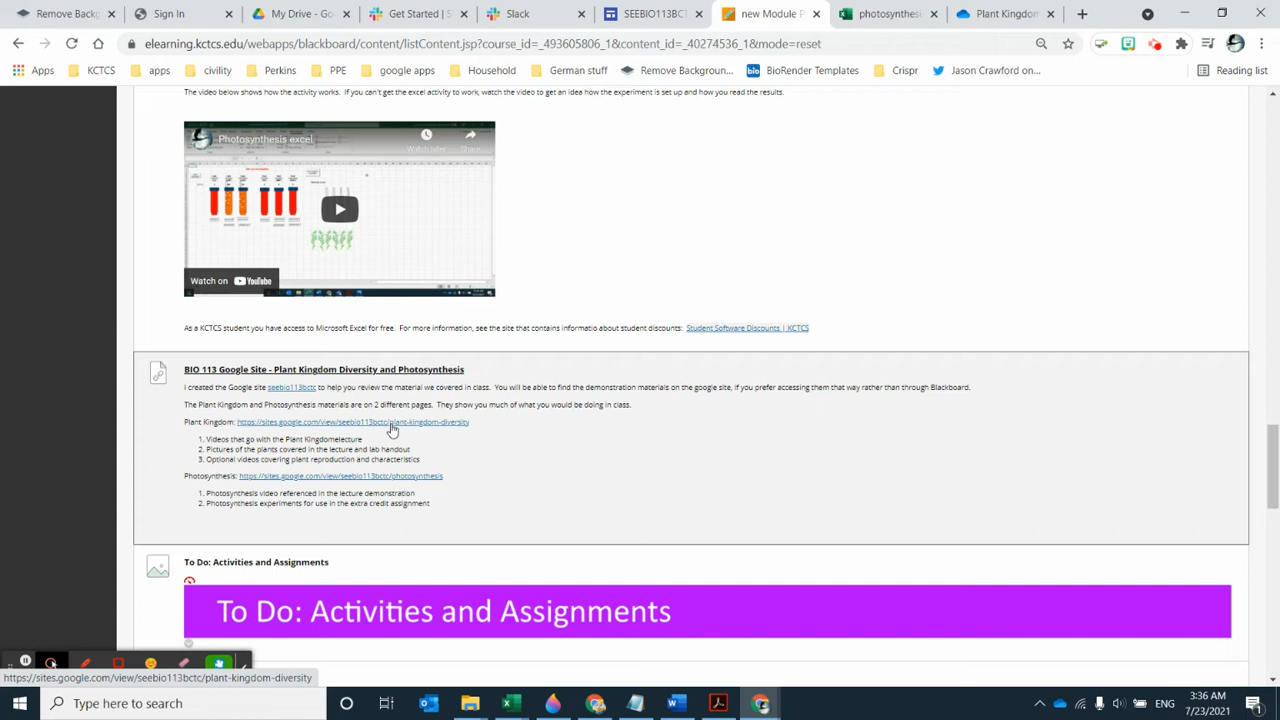 Remove Backg
Sign In
My Drive - Goo
Get Started | S
Slack
SEEBIO113BCT
new Module P
photosynthesi
Plant Kingdom
elearning.kctcs.edu/webapps/blackboard/content/listContent.jsp?course_id=_493605806_1&content_id=_40274536_1&mode=reset
Apps
KCTCS
apps
civility
Perkins
PPE
google apps
Household
German stuff
Remove Backgroun...
bio
BioRender Templates
Crispr
Jason Crawford on...
Reading list
The video below shows how the activity works. If you can't get the excel activity to work, watch the video to get an idea how the experiment is set up and how you read the results.
Photosynthesis excel
Watch later
Share
Watch on YouTube
As a KCTCS student you have access to Microsoft Excel for free. For more information, see the site that contains informatio about student discounts: Student Software Discounts | KCTCS
BIO 113 Google Site - Plant Kingdom Diversity and Photosynthesis
I created the Google site seebio113bctc to help you review the material we covered in class. You will be able to find the demonstration materials on the google site, if you prefer accessing them that way rather than through Blackboard.
The Plant Kingdom and Photosynthesis materials are on 2 different pages. They show you much of what you would be doing in class.
Plant Kingdom: https://sites.google.com/view/seebio113bctc/plant-kingdom-diversity
1. Videos that go with the Plant Kingdomelecture
2. Pictures of the plants covered in the lecture and lab handout
3. Optional videos covering plant reproduction and characteristics
Photosynthesis: https://sites.google.com/view/seebio113bctc/photosynthesis
1. Photosynthesis video referenced in the lecture demonstration
2. Photosynthesis experiments for use in the extra credit assignment
To Do: Activities and Assignments
To Do: Activities and Assignments
https://sites.google.com/view/seebio113bctc/plant-kingdom-diversity
Type here to search
ENG
3:36 AM
7/23/2021